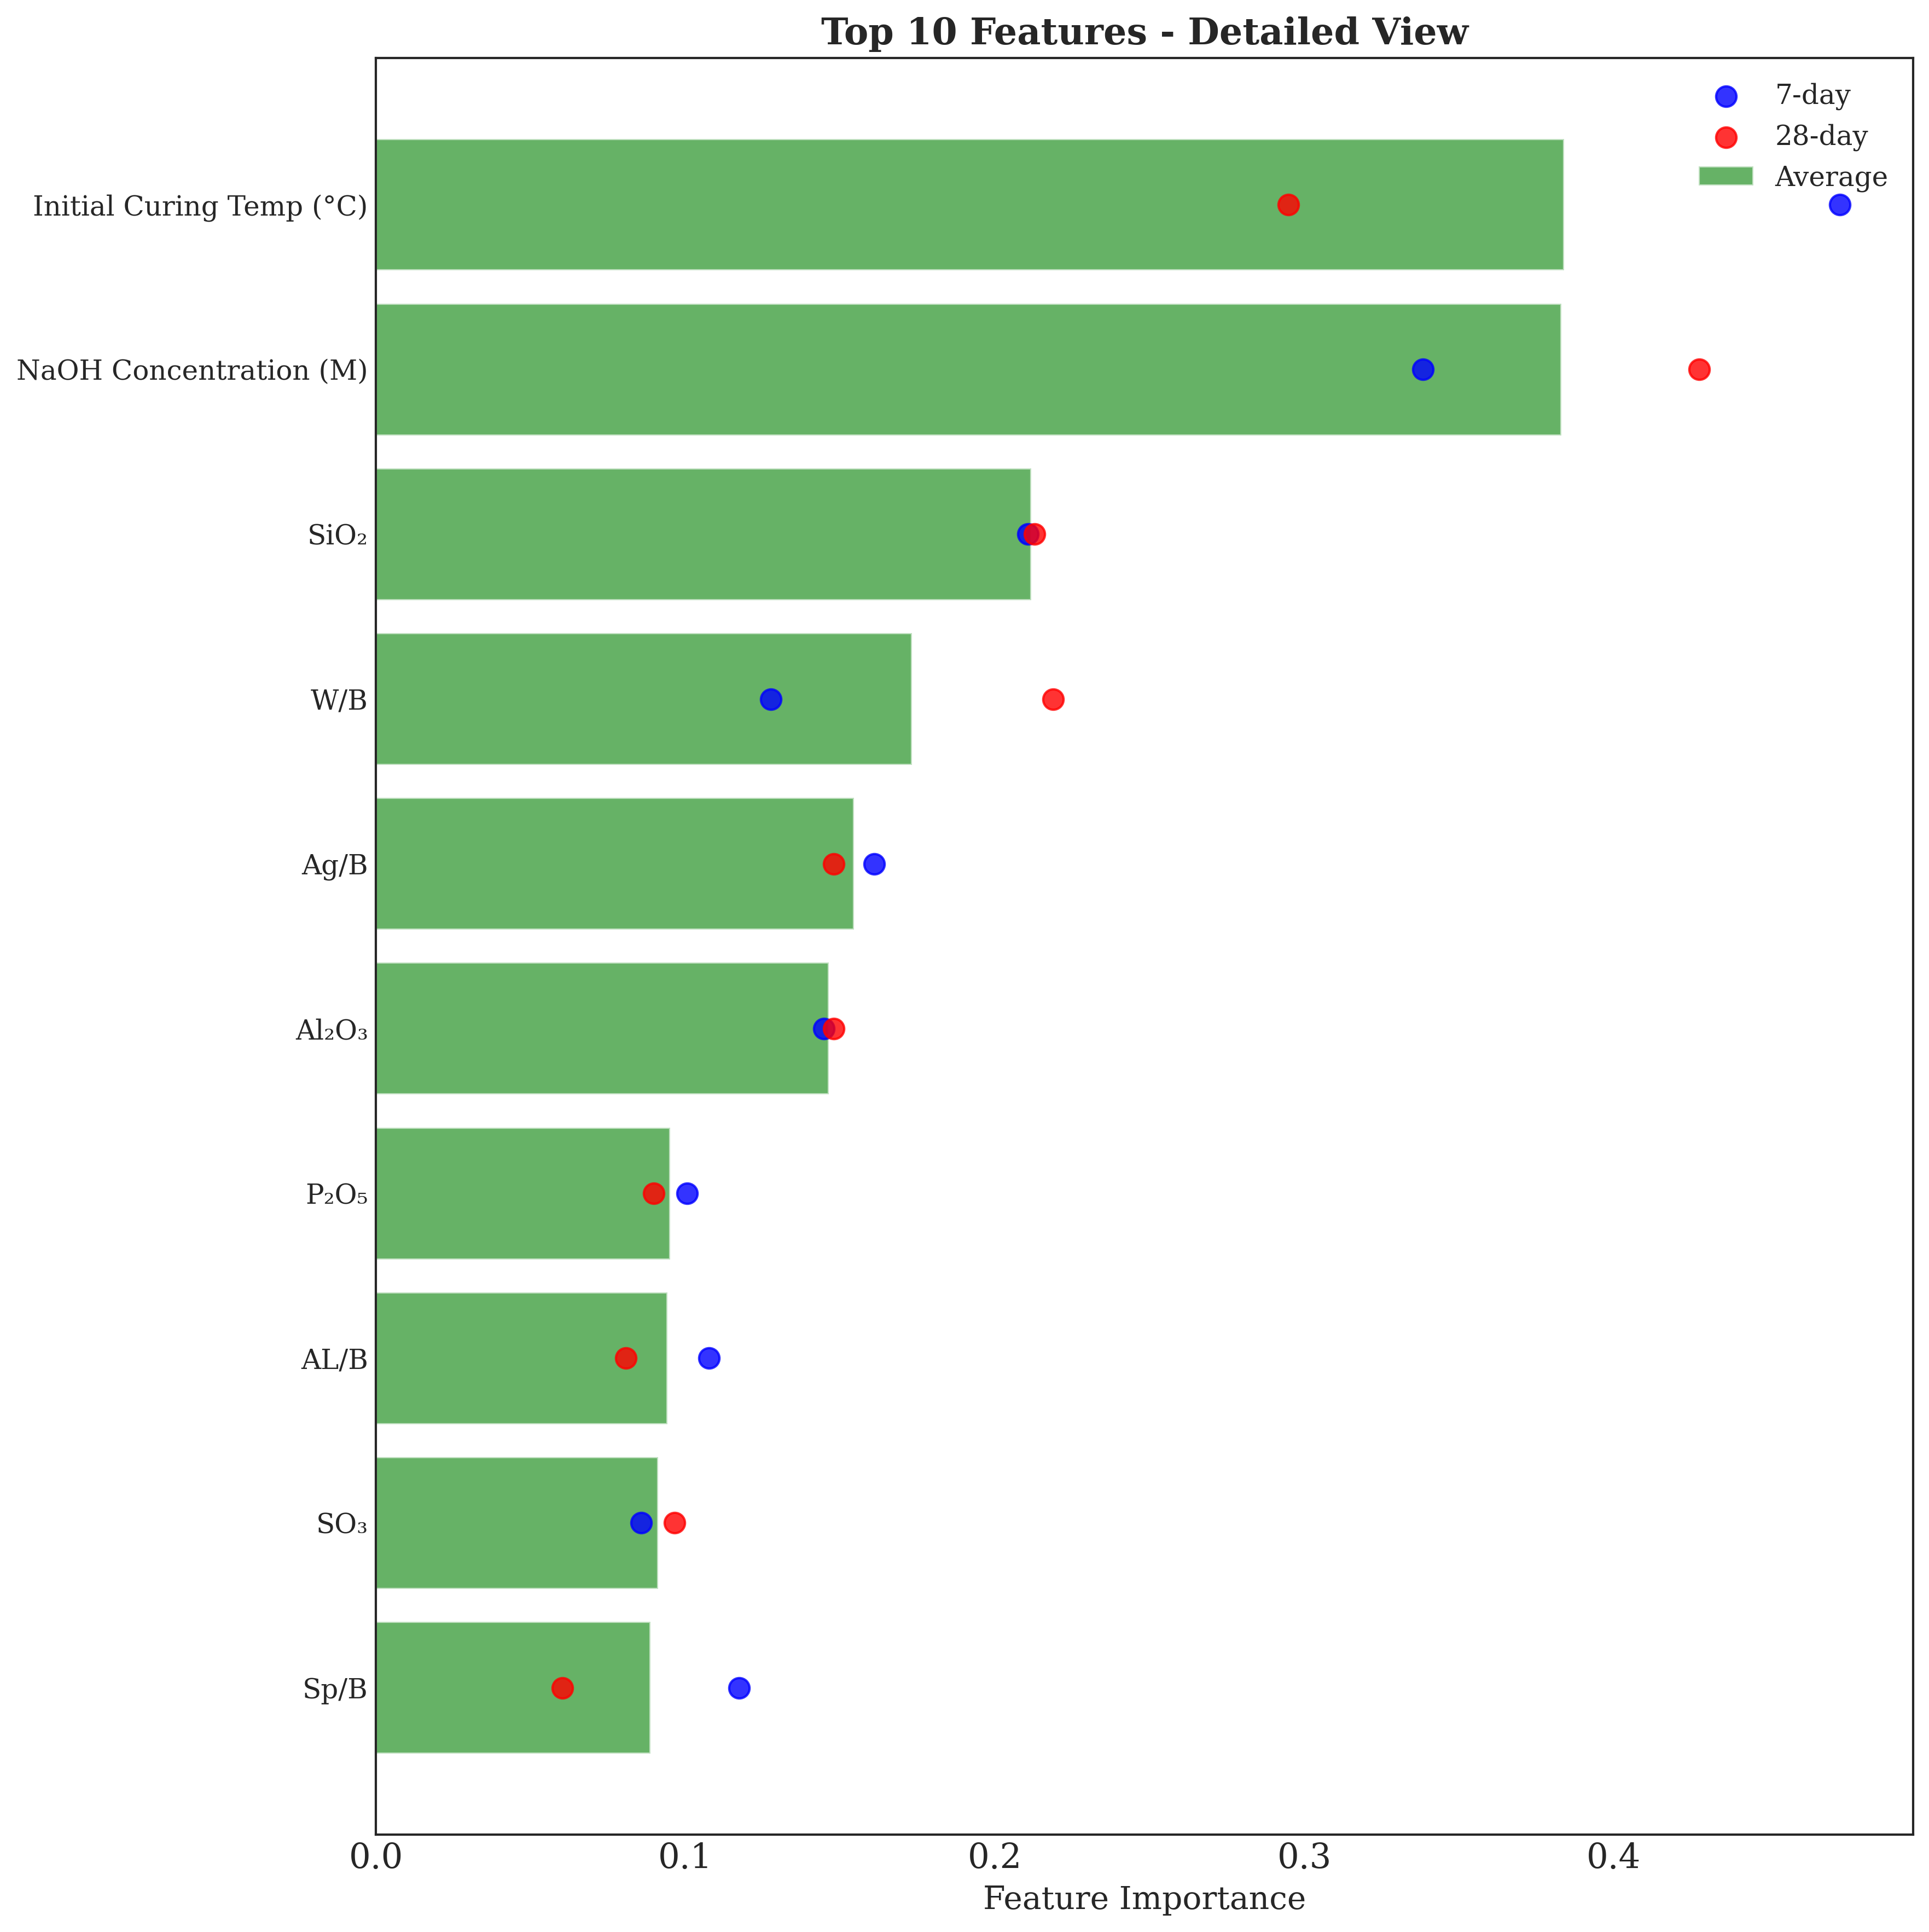 Top 10 Features - Detailed View
7-day
28-day
Average
Initial Curing Temp (°C)
NaOH Concentration (M)
SiO₂
W/B
Ag/B
Al₂O₃
P₂O₅
AL/B
SO₃
Sp/B
0.0 0.1 0.2 0.3 0.4
Feature Importance